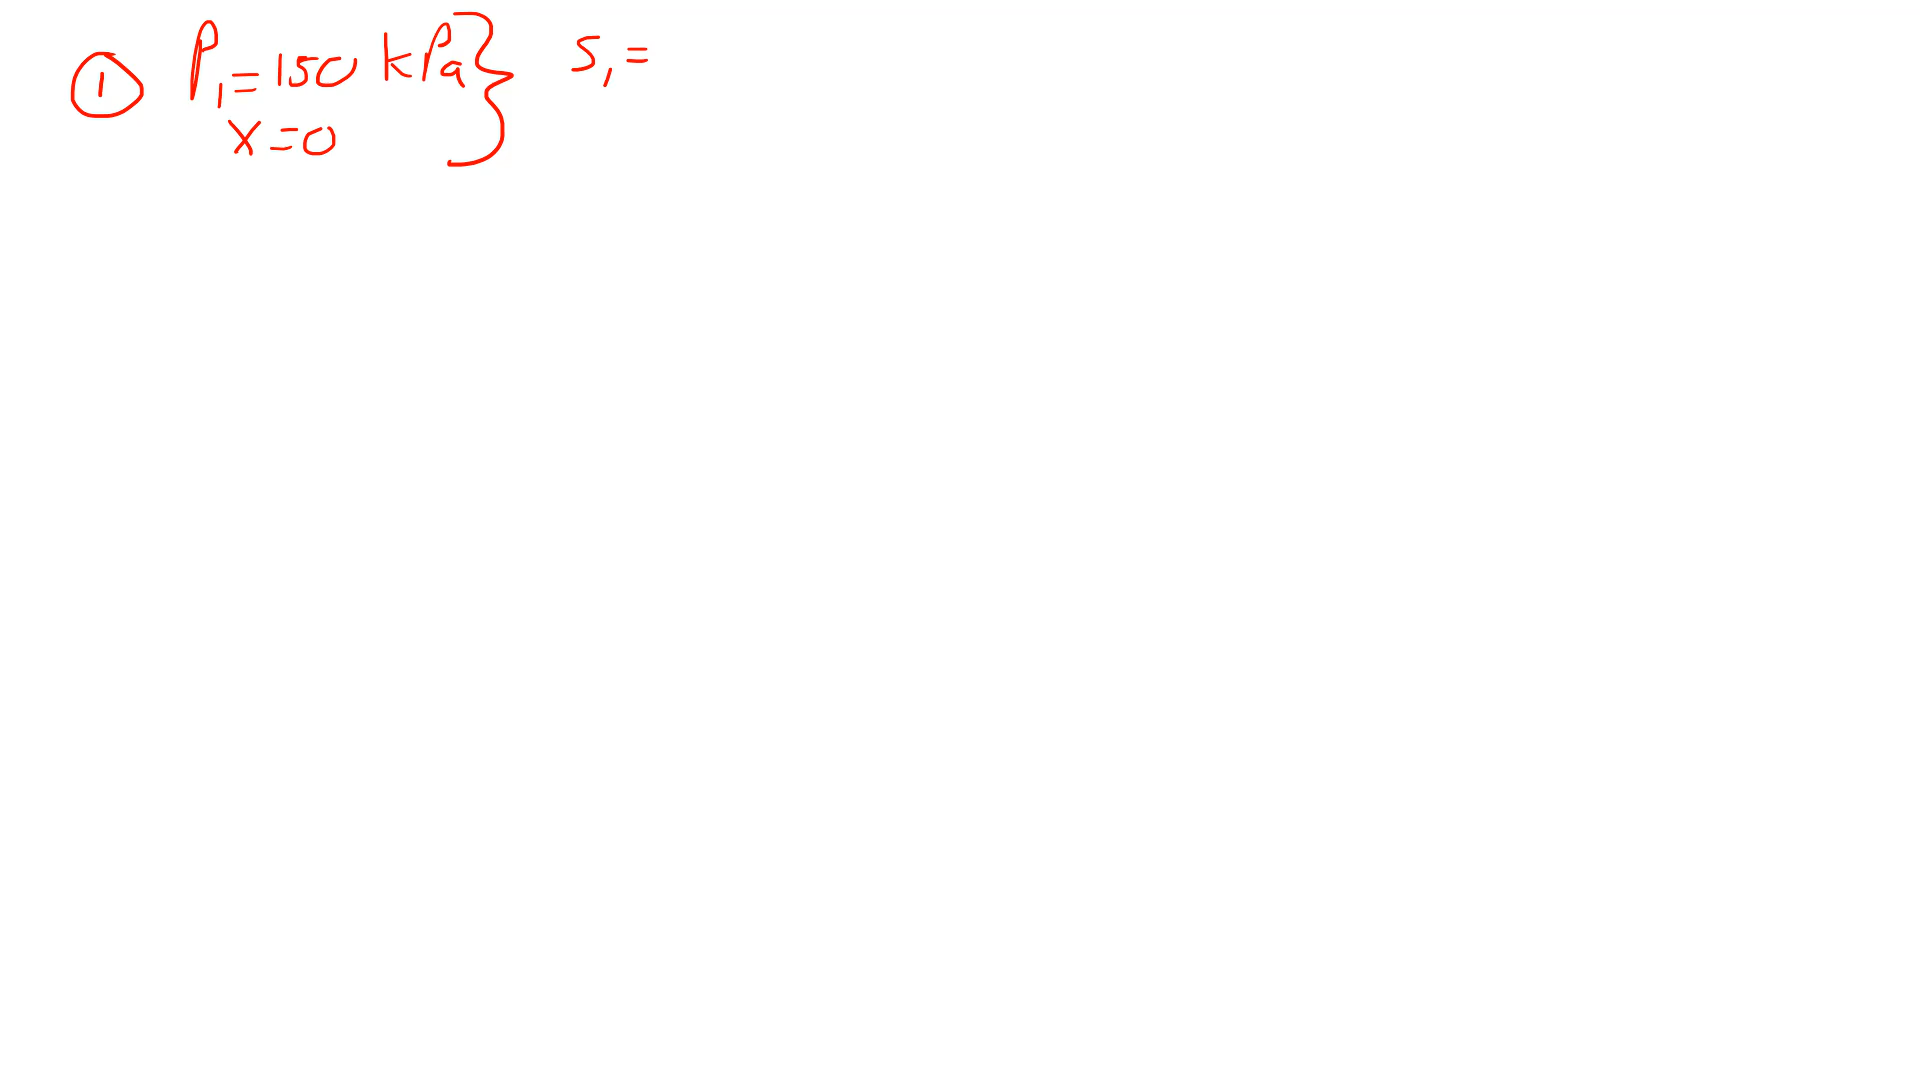 ① P₁ = 150 kPa } s₁ =
x = 0